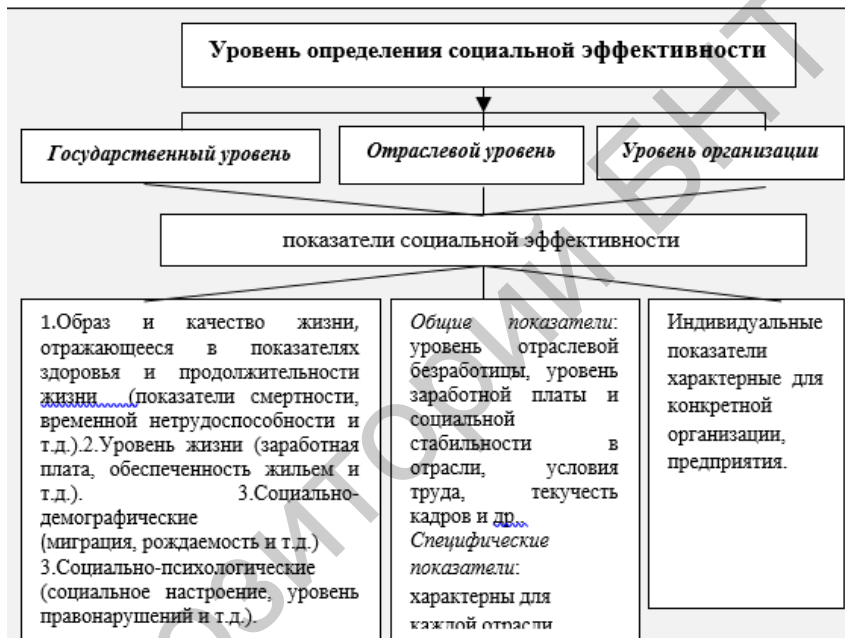 Уровень определения социальной эффективности
Государственный уровень
Отраслевой уровень
Уровень организации
показатели социальной эффективности
1.Образ и качество жизни,
отражающееся в показателях
здоровья и продолжительности
жизни (показатели смертности,
временной нетрудоспособности и
т.д.).2.Уровень жизни (заработная
плата, обеспеченность жильем и
т.д.). 3.Социально-
демографические
(миграция, рождаемость и т.д.)
3.Социально-психологические
(социальное настроение, уровень
правонарушений и т.д.).
Общие показатели:
уровень отраслевой
безработицы, уровень
заработной платы и
социальной
стабильности в
отрасли, условия
труда, текучесть
кадров и др..
Специфические
показатели:
характерны для
каждой отрасли
Индивидуальные
показатели
характерные для
конкретной
организации,
предприятия.
ОЗИТОРИЙ БНТ